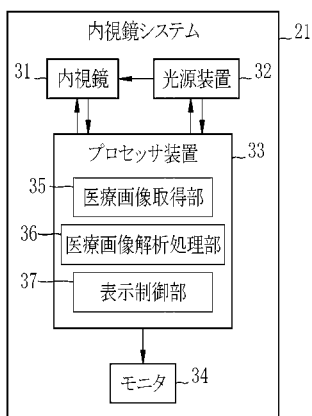 内視鏡システム
21
31
内視鏡
光源装置
32
プロセッサ装置
33
35
医療画像取得部
36
医療画像解析処理部
37
表示制御部
モニタ
34